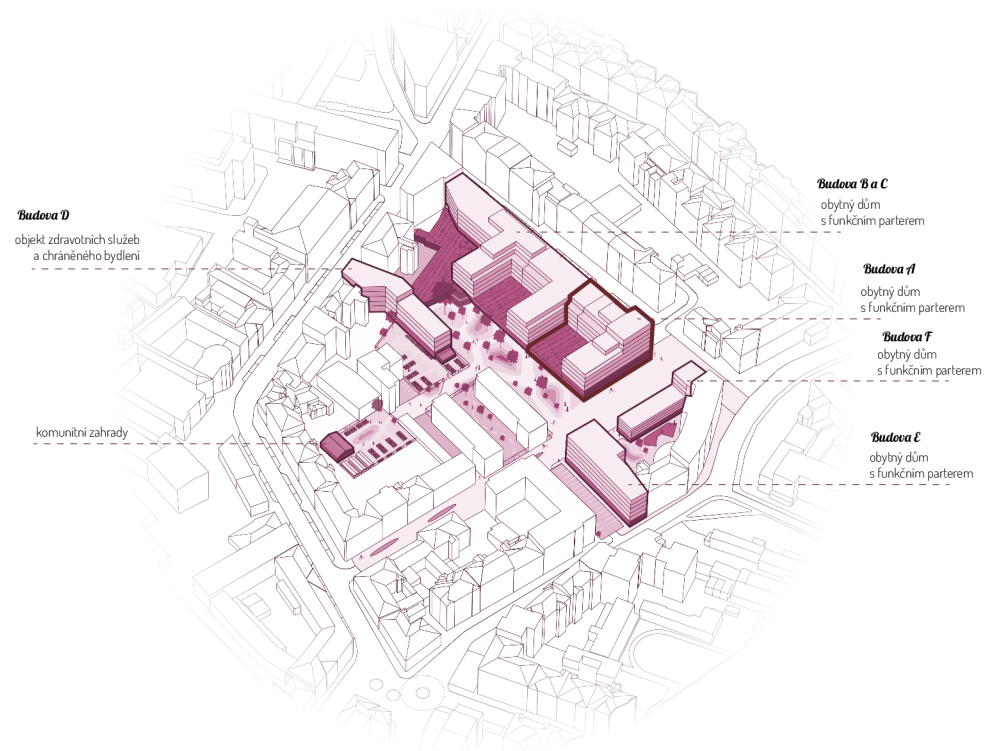 Budova D
objekt zdravotních služeb
a chráněného bydlení
komunitní zahrady
Budova B a C
obytný dům
s funkčním parterem
Budova A
obytný dům
s funkčním parterem
Budova F
obytný dům
s funkčním parterem
Budova E
obytný dům
s funkčním parterem